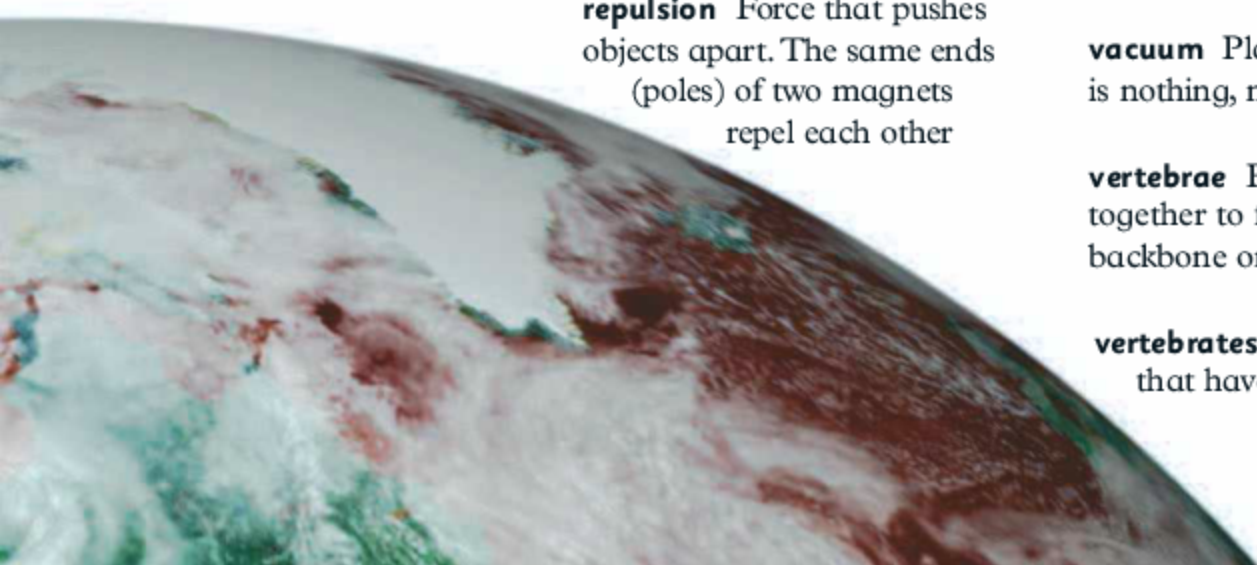 repulsion Force that pushes
objects apart. The same ends
(poles) of two magnets
repel each other
vacuum
is nothing,
vertebrae
together to
backbone
vertebrates
that